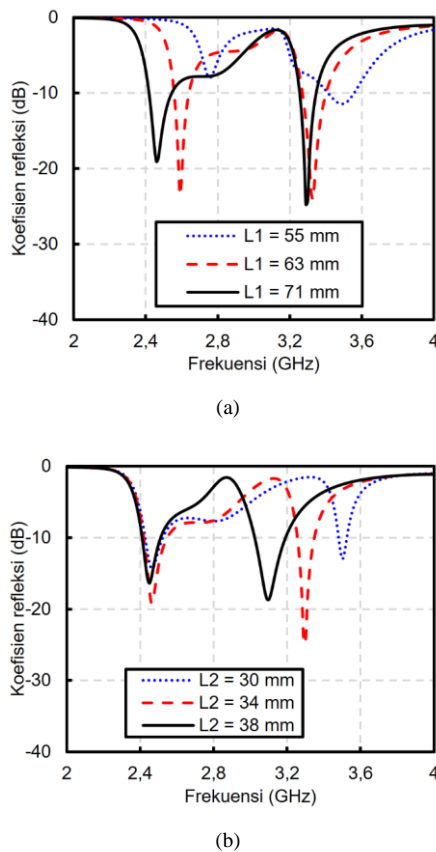 Koefisien refleksi (dB)
0
-10
-20
-30
-40
L1 = 55 mm
L1 = 63 mm
L1 = 71 mm
2
2,4
2,8
3,2
3,6
4
Frekuensi (GHz)
(a)
Koefisien refleksi (dB)
0
-10
-20
-30
-40
L2 = 30 mm
L2 = 34 mm
L2 = 38 mm
2
2,4
2,8
3,2
3,6
4
Frekuensi (GHz)
(b)